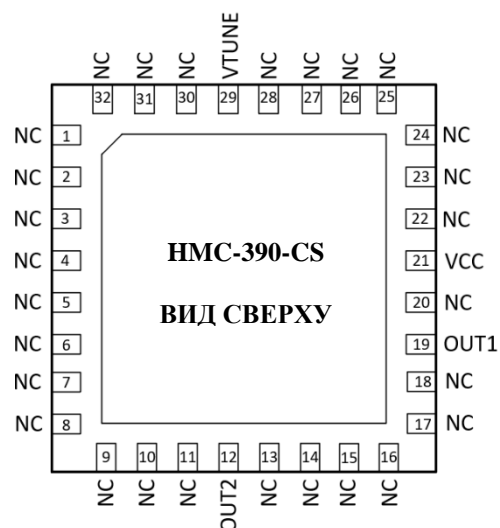 NC NC NC VTUNE NC NC NC NC
32 31 30 29 28 27 26 25
NC 1 24 NC
NC 2 23 NC
NC 3 22 NC
NC 4 21 VCC
NC 5 20 NC
NC 6 19 OUT1
NC 7 18 NC
NC 8 17 NC
HMC-390-CS
ВИД СВЕРХУ
9 10 11 12 13 14 15 16
NC NC NC OUT2 NC NC NC NC